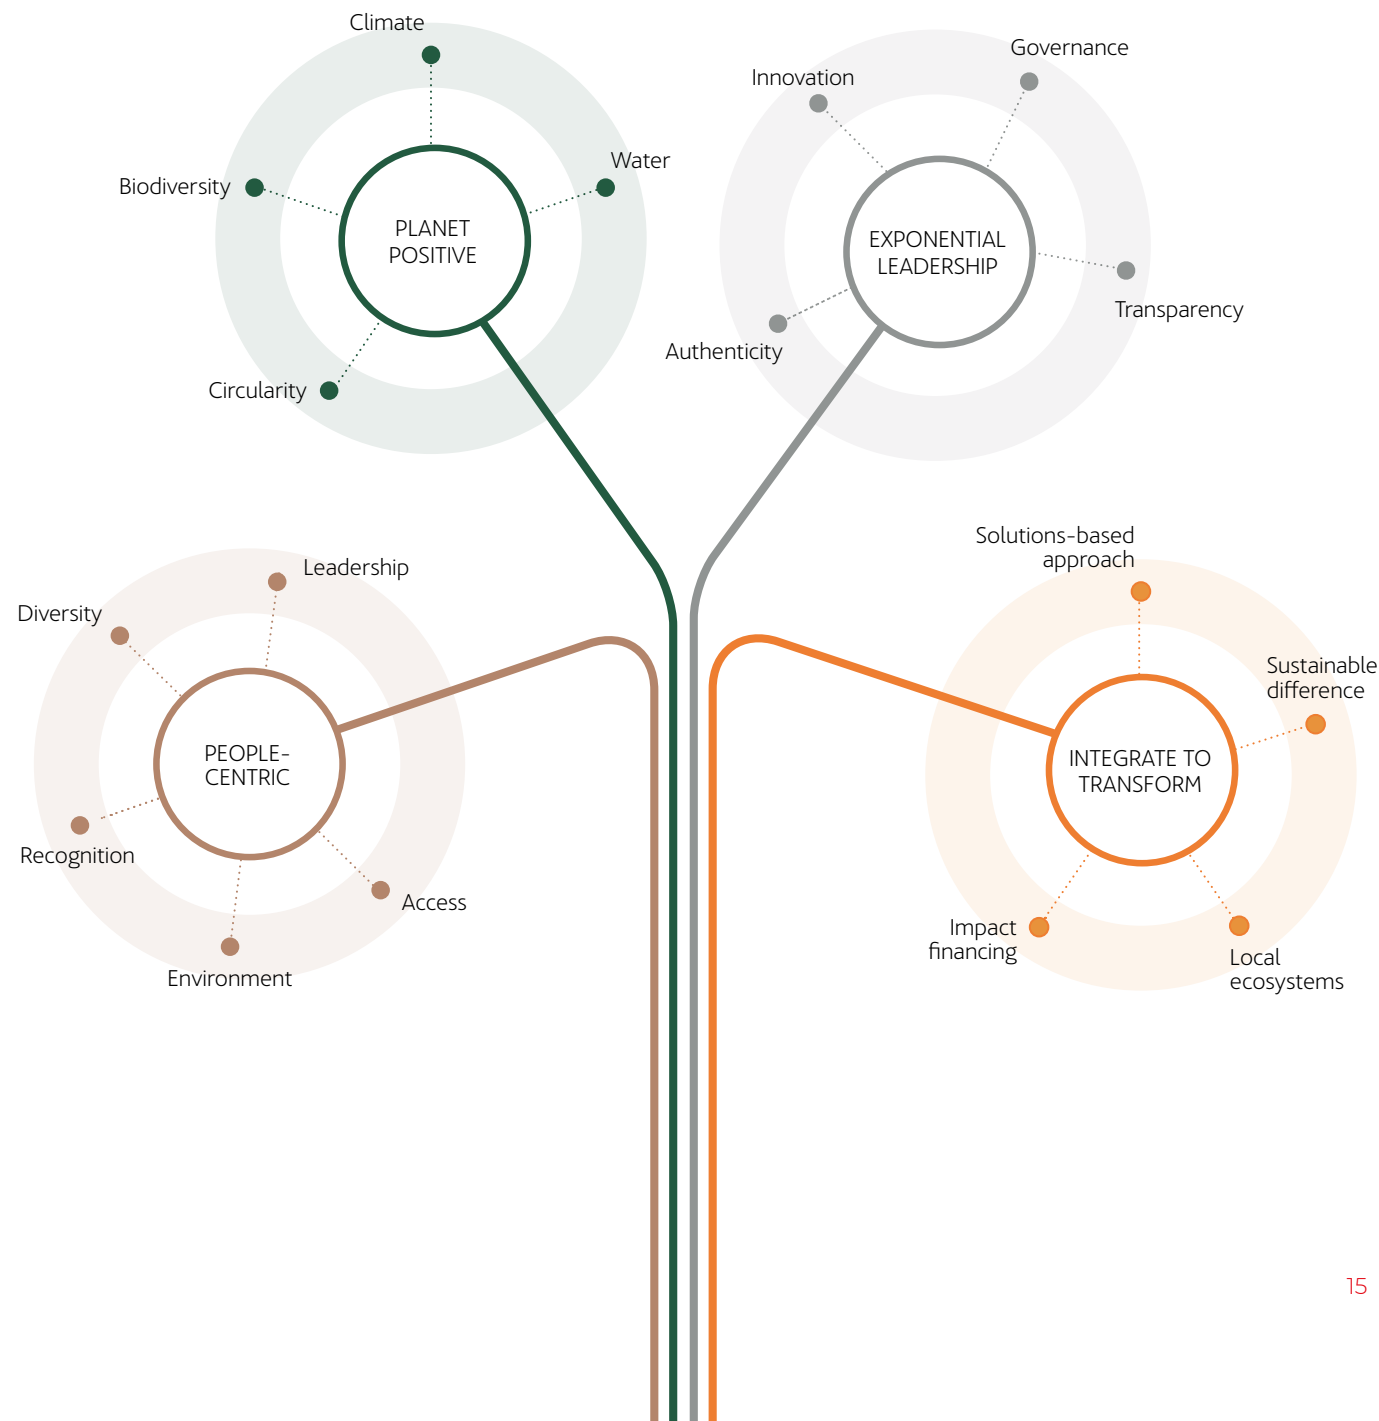 Climate
Water
Biodiversity
PLANET
POSITIVE
Circularity
Governance
Innovation
EXPONENTIAL
LEADERSHIP
Transparency
Authenticity
Leadership
Diversity
PEOPLE-
CENTRIC
Recognition
Access
Environment
Solutions-based
approach
Sustainable
difference
INTEGRATE TO
TRANSFORM
Impact
financing
Local
ecosystems
15